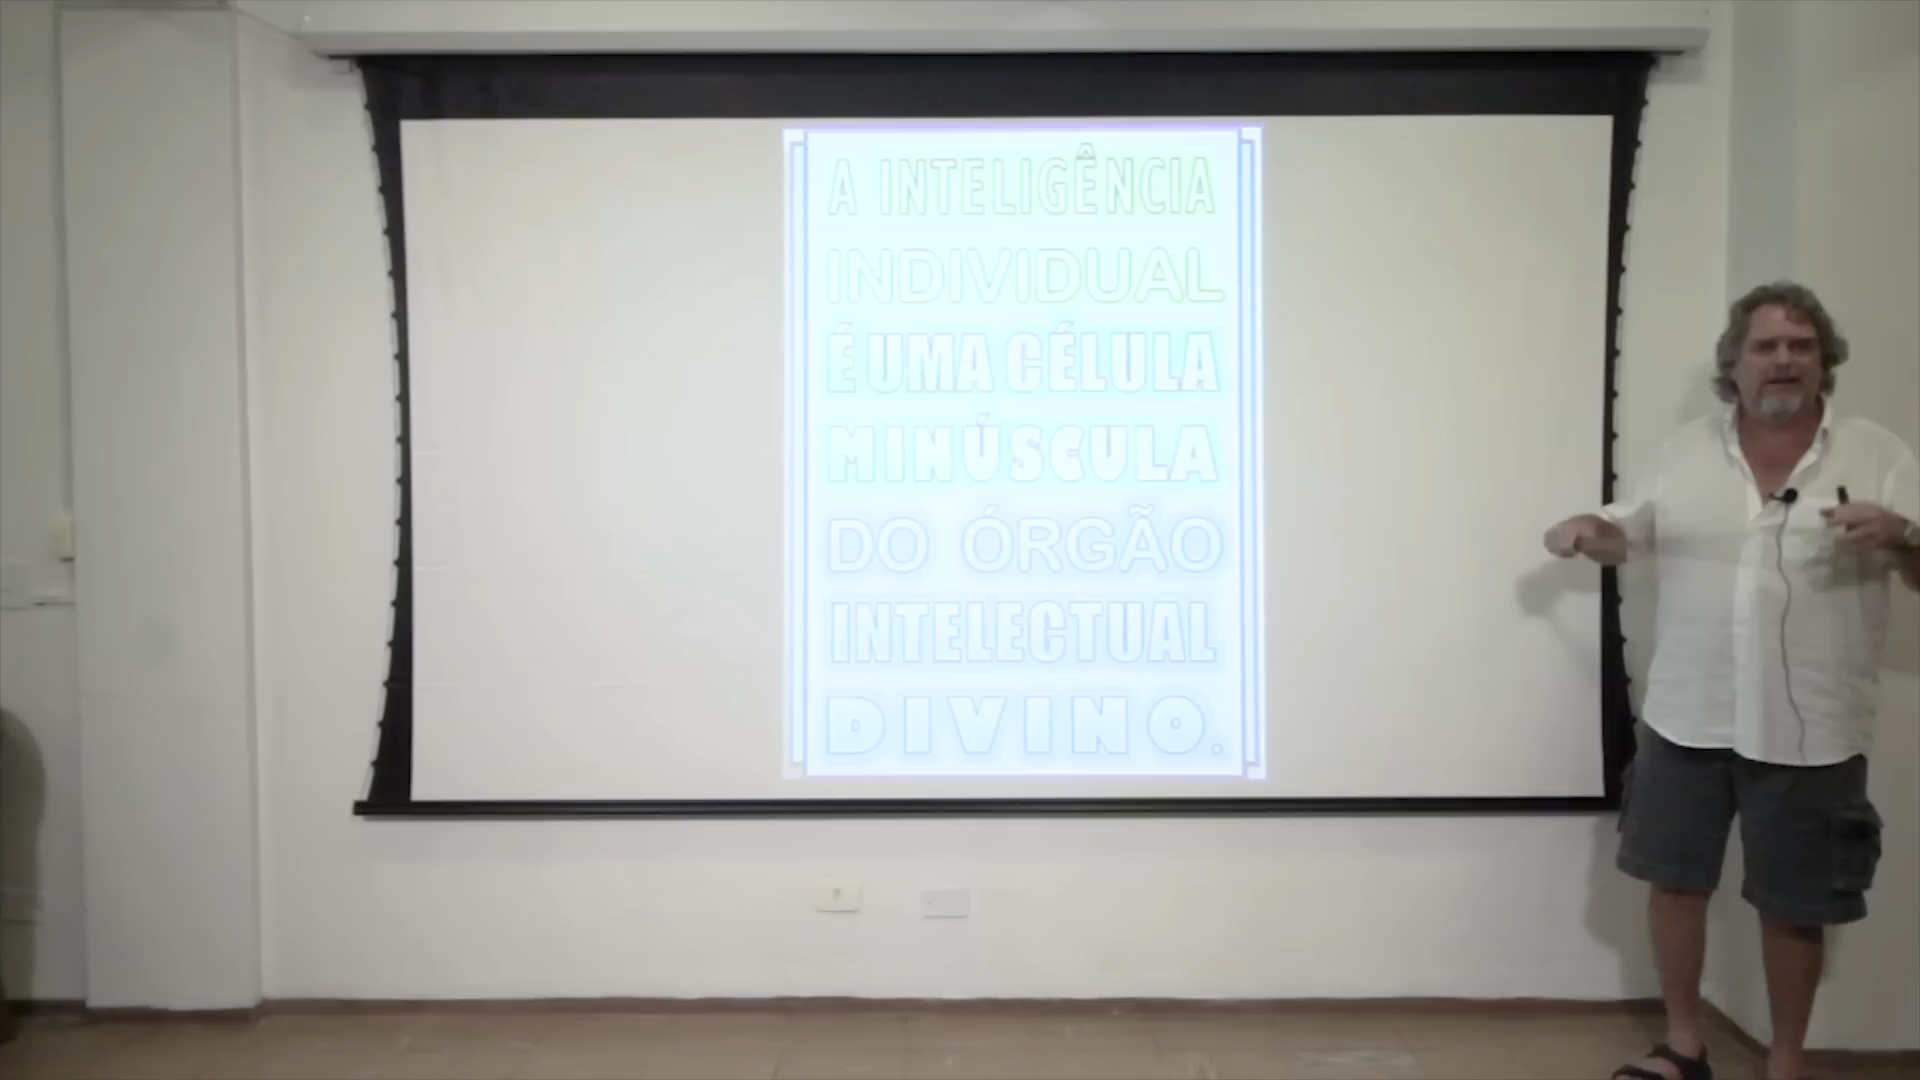 A INTELIGÊNCIA
INDIVIDUAL
É UMA CÉLULA
MINÚSCULA
DO ÓRGÃO
INTELECTUAL
DIVINO.